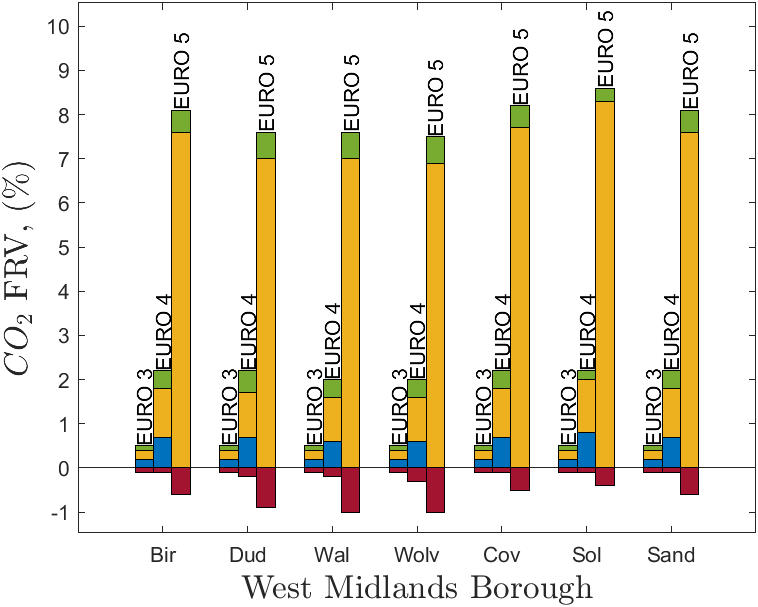 CO2 FRV, (%)
10
9
8
7
6
5
4
3
2
1
0
-1
EURO 3
EURO 4
EURO 5
EURO 3
EURO 4
EURO 5
EURO 3
EURO 4
EURO 5
EURO 3
EURO 4
EURO 5
EURO 3
EURO 4
EURO 5
EURO 3
EURO 4
EURO 5
EURO 3
EURO 4
EURO 5
Bir Dud Wal Wolv Cov Sol Sand
West Midlands Borough